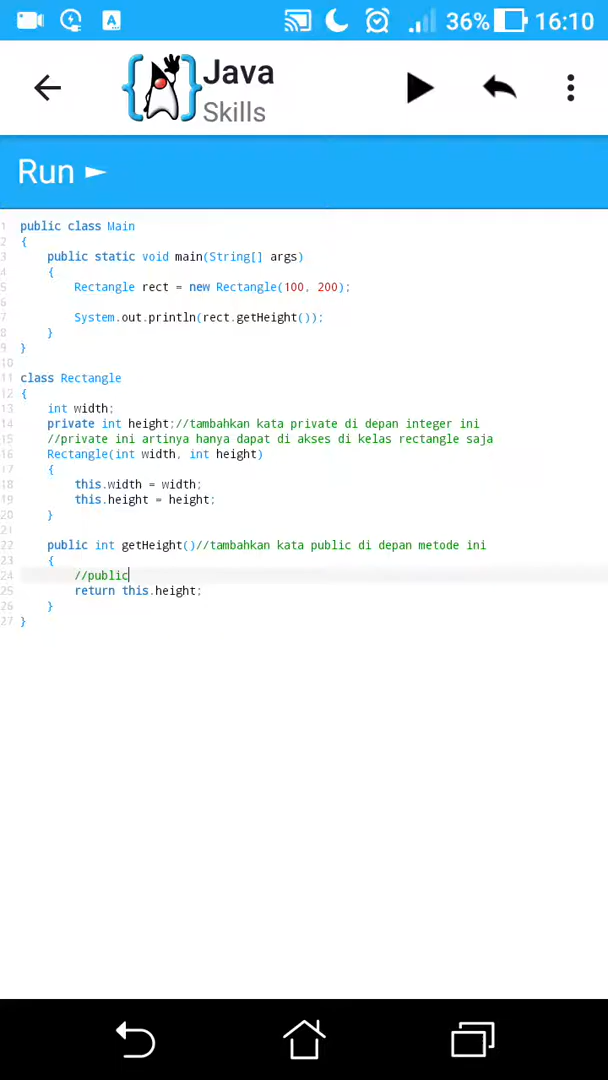 A
36% 16:10
Java
Skills
Run ►
1 public class Main
2 {
3 public static void main(String[] args)
4 {
5 Rectangle rect = new Rectangle(100, 200);
6
7 System.out.println(rect.getHeight());
8 }
9 }
10
11 class Rectangle
12 {
13 int width;
14 private int height;//tambahkan kata private di depan integer ini
15 //private ini artinya hanya dapat di akses di kelas rectangle saja
16 Rectangle(int width, int height)
17 {
18 this.width = width;
19 this.height = height;
20 }
21
22 public int getHeight()//tambahkan kata public di depan metode ini
23 {
24 //public
25 return this.height;
26 }
27 }